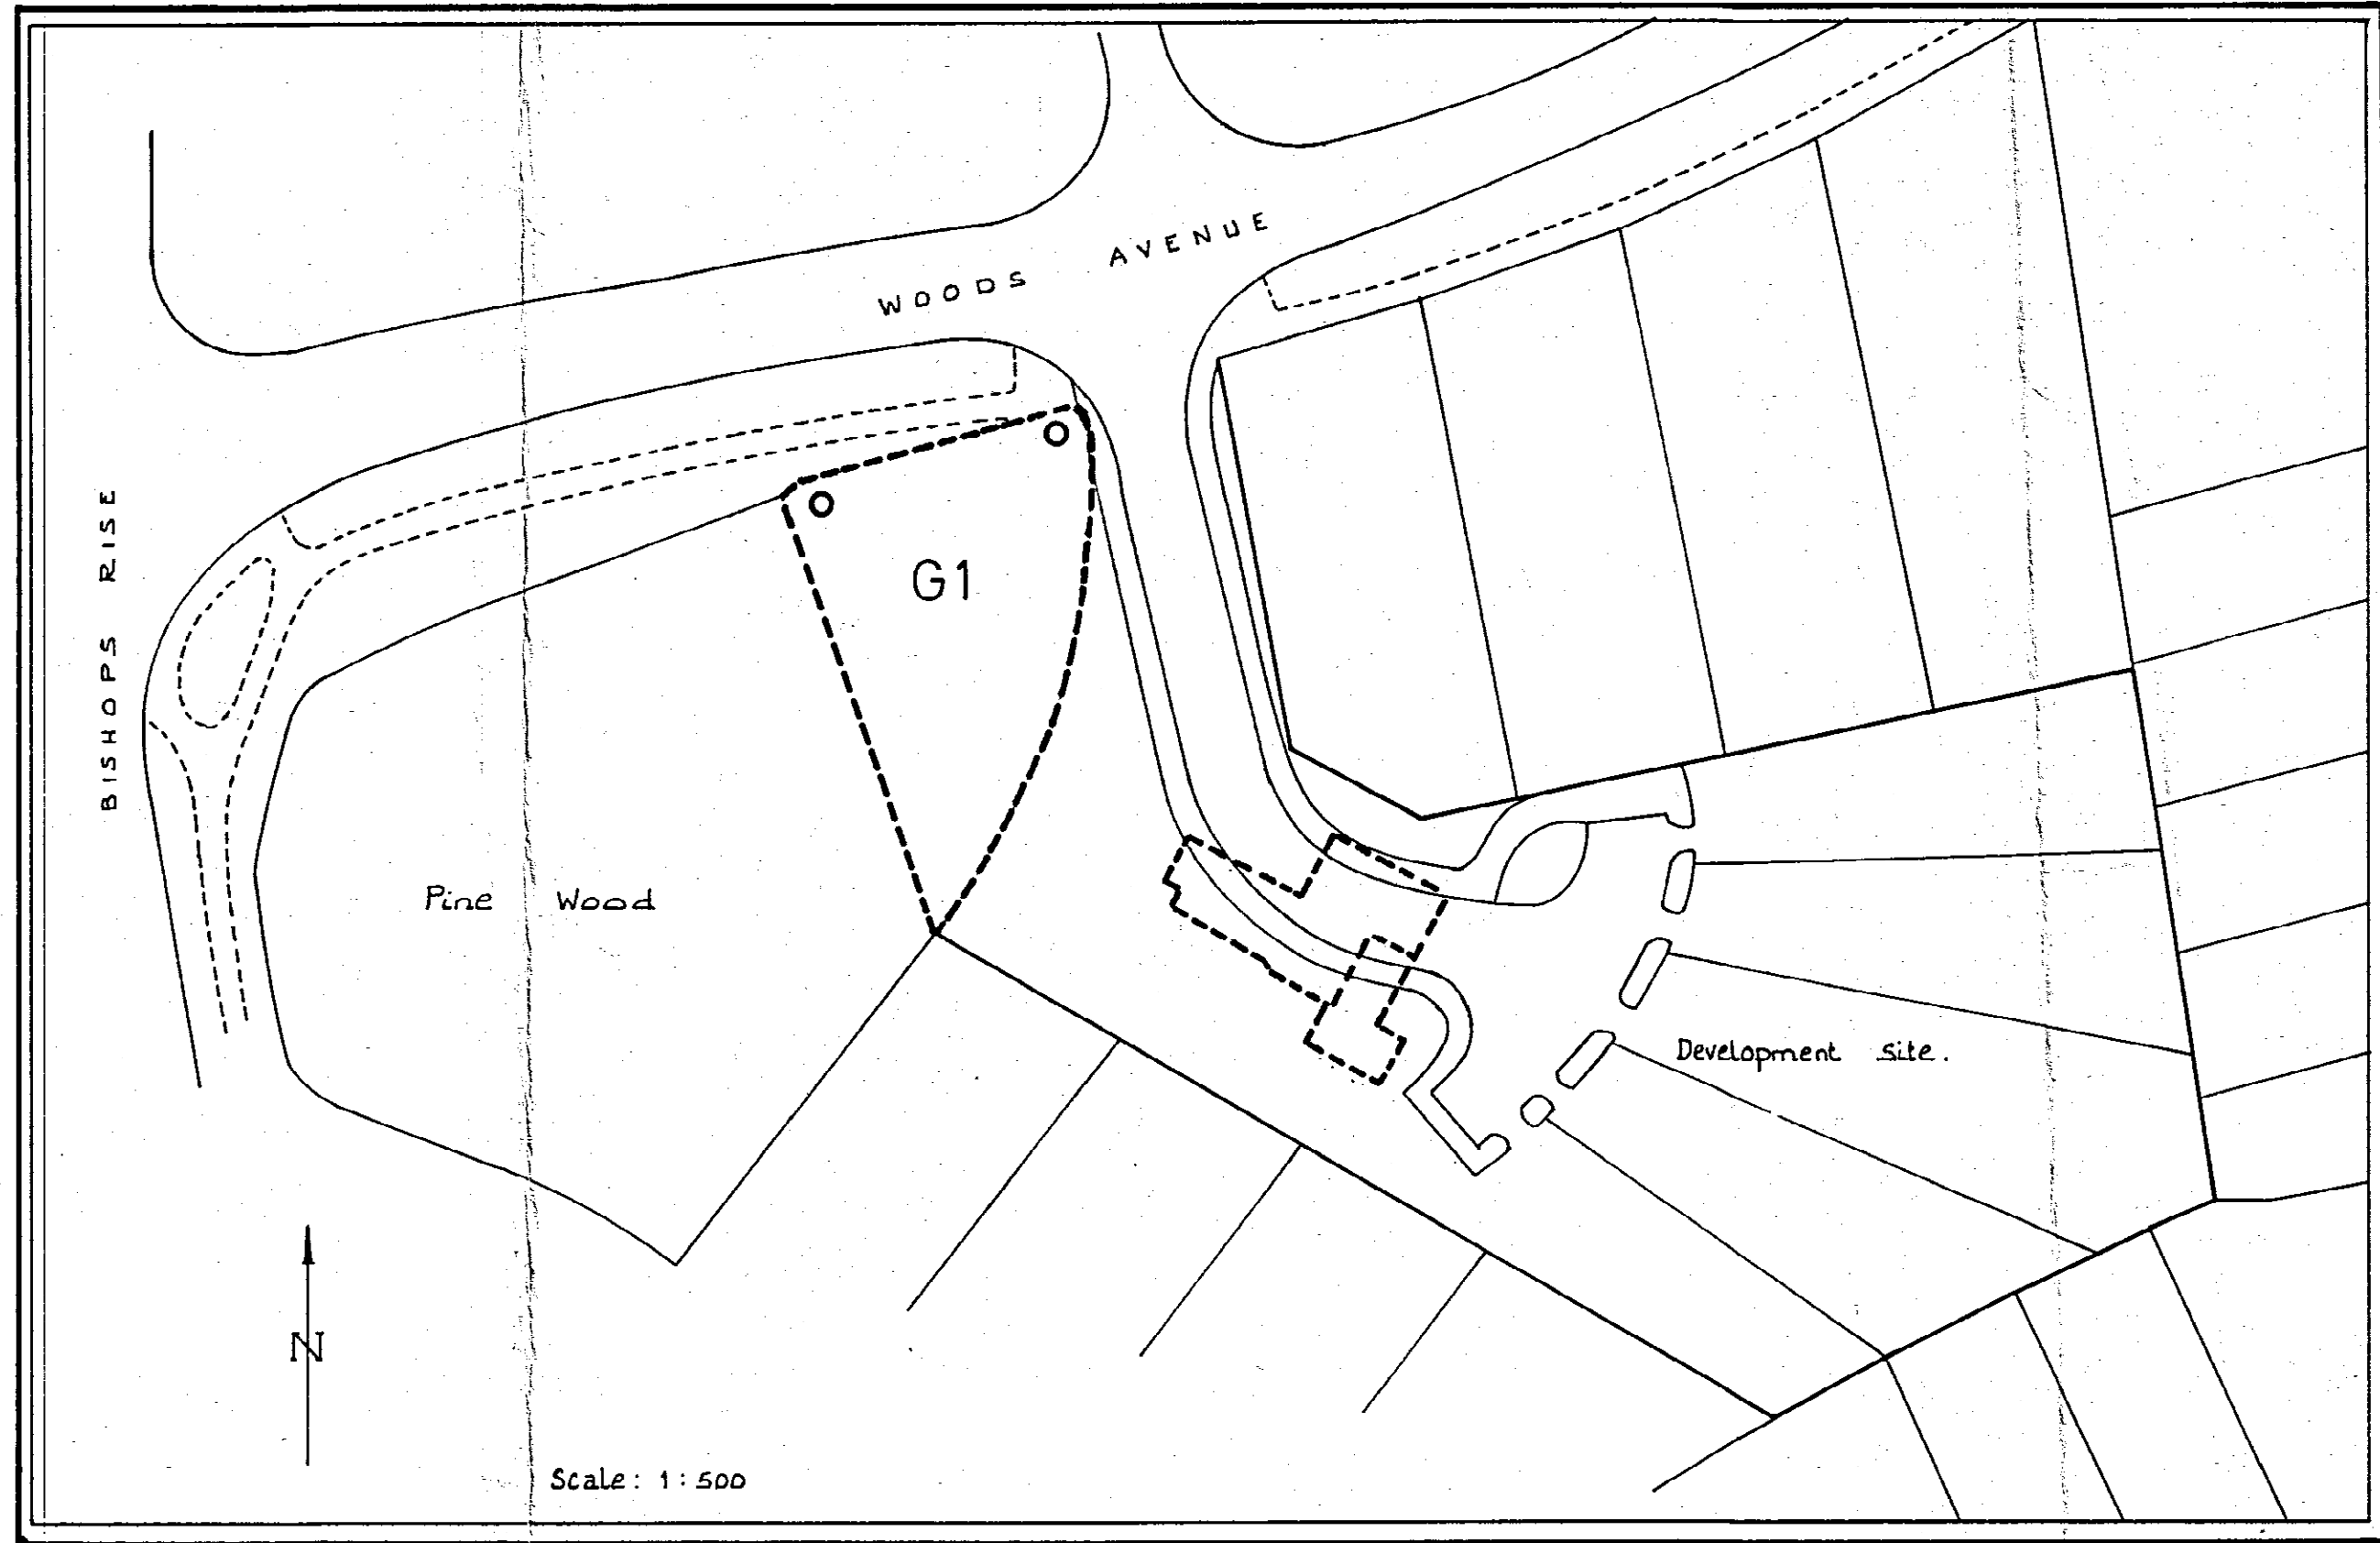 WOODS AVENUE
BISHOPS RISE
G1
Pine Wood
Development site.
N
Scale: 1:500